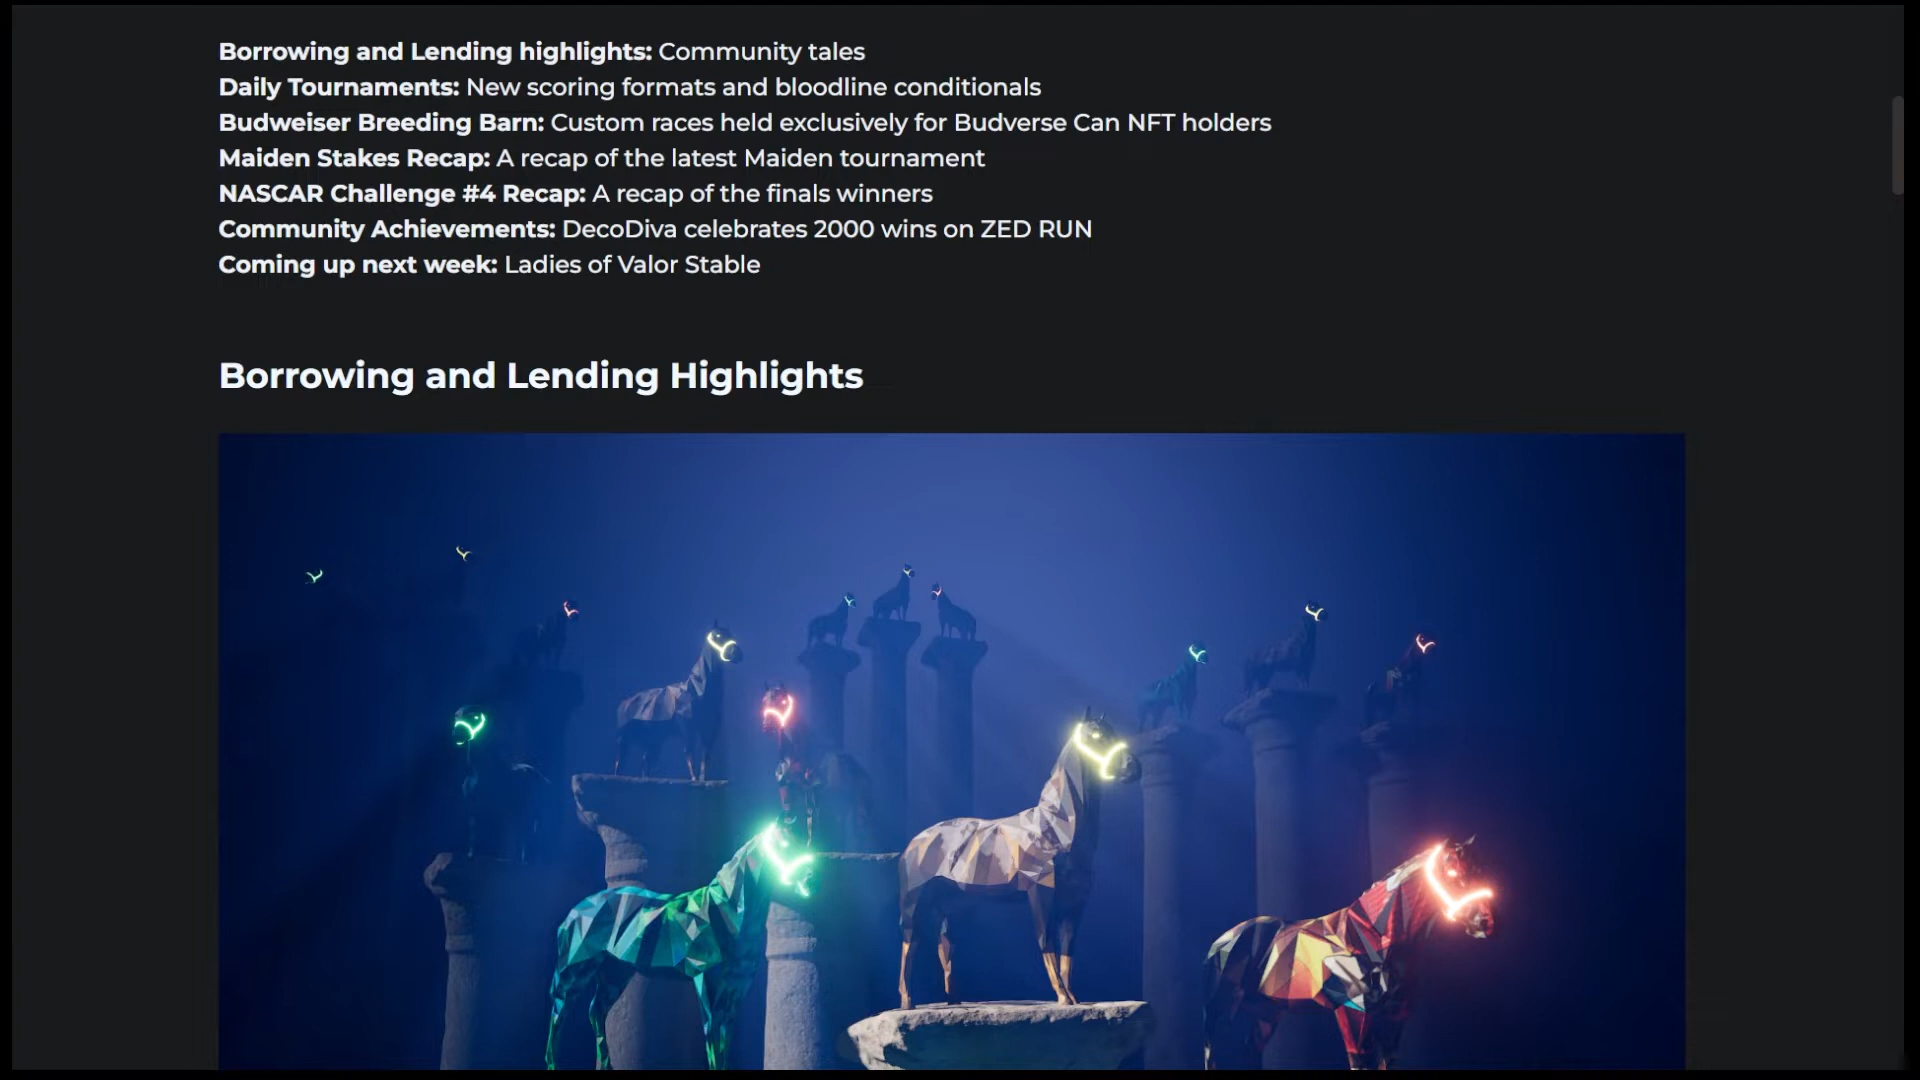 Borrowing and Lending highlights: Community tales
Daily Tournaments: New scoring formats and bloodline conditionals
Budweiser Breeding Barn: Custom races held exclusively for Budverse Can NFT holders
Maiden Stakes Recap: A recap of the latest Maiden tournament
NASCAR Challenge #4 Recap: A recap of the finals winners
Community Achievements: DecoDiva celebrates 2000 wins on ZED RUN
Coming up next week: Ladies of Valor Stable
Borrowing and Lending Highlights